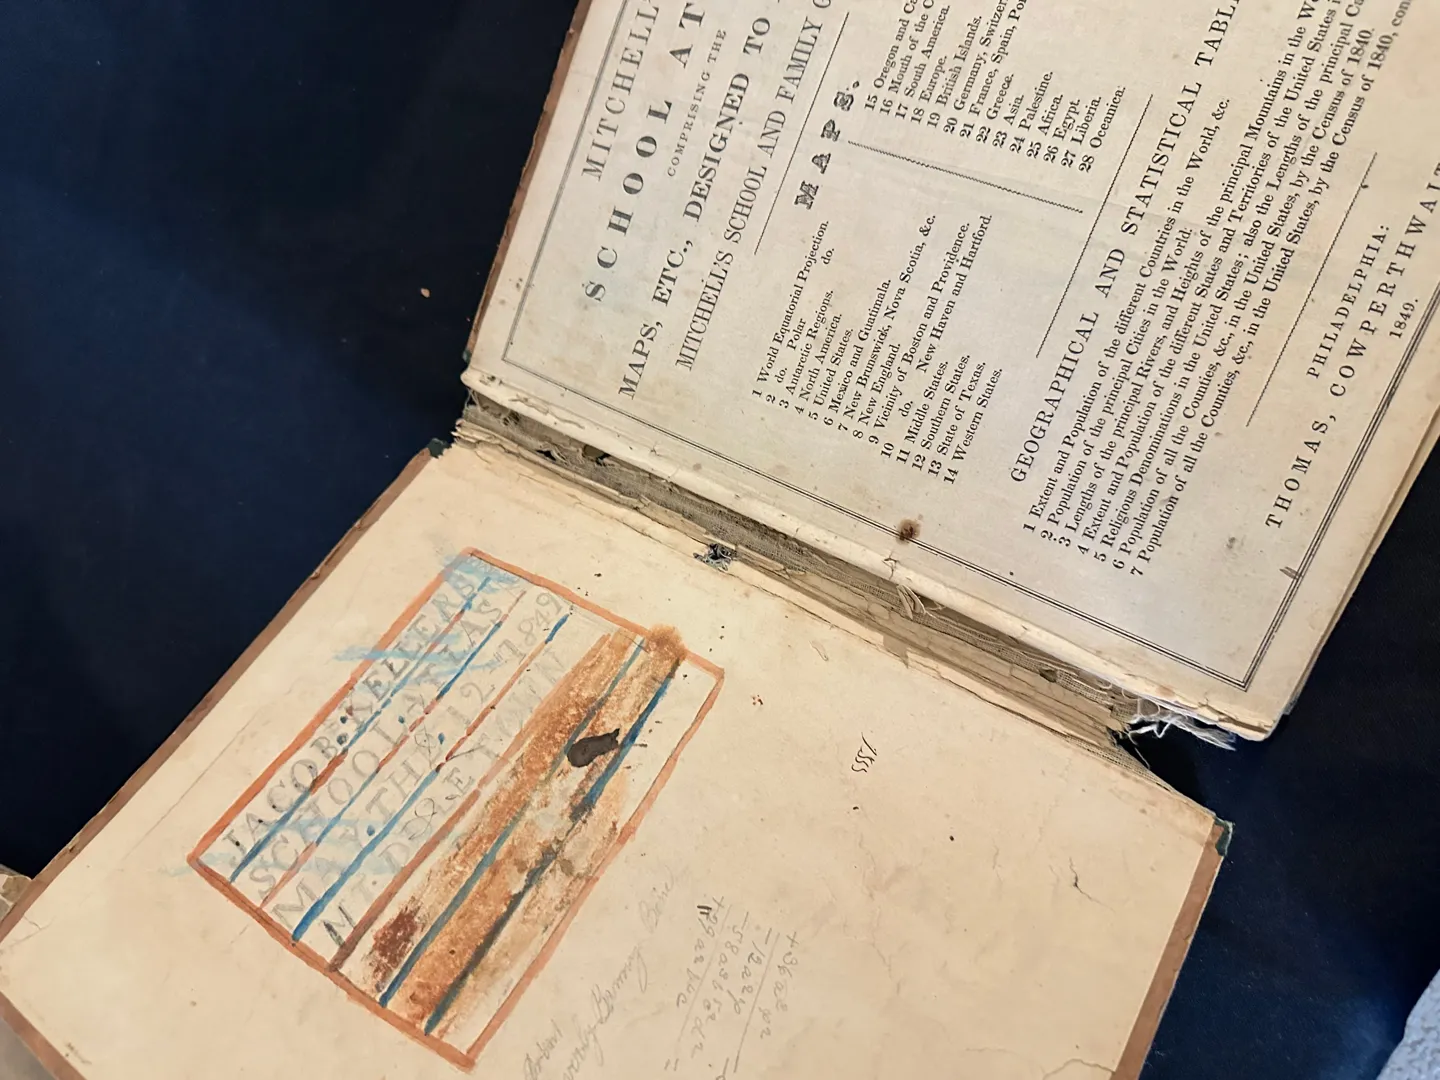 JACOB KELLERS
SCHOOL ATLAS
MAY TH 12 1849
MT.
1555
MITCHELL
SCHOOL AT
COMPRISING THE
MAPS, ETC., DESIGNED TO
MITCHELL'S SCHOOL AND FAMILY G
MAPS.
1 World Equatorial Projection.
2 do. Polar do.
3 Antarctic Regions.
4 North America.
5 United States.
6 Mexico and Guatimala.
7 New Brunswick, Nova Scotia, &c.
8 New England.
9 Vicinity of Boston and Providence.
10 do. New Haven and Hartford.
11 Middle States.
12 Southern States.
13 State of Texas.
14 Western States.
15 Oregon and Ca
16 Mouth of the C
17 South America.
18 Europe.
19 British Islands.
20 Germany, Switzer
21 France, Spain, Por
22 Greece.
23 Asia.
24 Palestine.
25 Africa.
26 Egypt.
27 Liberia.
28 Oceanica.
GEOGRAPHICAL AND STATISTICAL TABL
1 Extent and Population of the different Countries in the World, &c.
2 Population of the principal Cities in the World.
3 Lengths of the principal Rivers, and Heights of the principal Mountains in the Wo
4 Extent and Population of the different States and Territories of the United States i
5 Religious Denominations in the United States; also the Lengths of the principal Ca
6 Population of all the Counties, &c., in the United States, by the Census of 1840.
7 Population of all the Counties, &c., in the United States, by the Census of 1840, con
PHILADELPHIA:
THOMAS, COWPERTHWAIT
1849.